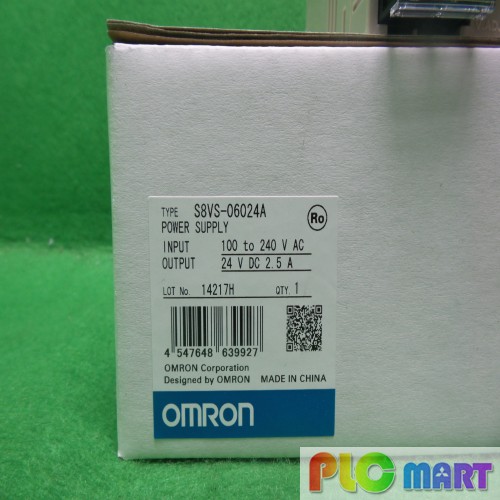 TYPE S8VS-06024A
POWER SUPPLY
Ro
INPUT 100 to 240 V AC
OUTPUT 24 V DC 2.5 A
LOT No. 14217H QTY. 1
4 547648 639927
OMRON Corporation
Designed by OMRON MADE IN CHINA
OMRON
PLC MART